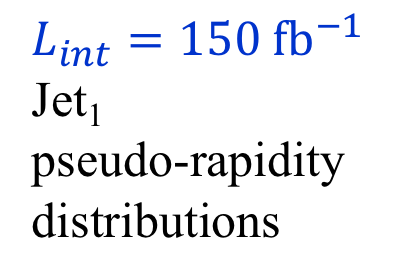 L_int = 150 fb⁻¹
Jet₁
pseudo-rapidity
distributions